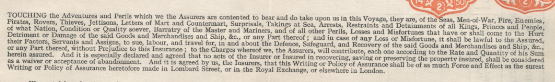 TOUCHING the Adventures and Perils which we the Assurers are contented to bear and do take upon us in this Voyage, they are, of the Seas, Men-of-War, Fire, Enemies,
Pirates, Rovers, Thieves, Jettisons, Letters of Mart and Countermart, Surprisals, Takings at Sea, Arrests, Restraints and Detainments of all Kings, Princes and People,
of what Nation, Condition or Quality soever, Barratry of the Master and Mariners, and of all other Perils, Losses and Misfortunes that have or shall come to the Hurt
Detriment or Damage of the said Goods and Merchandises and Ship, &c., or any Part thereof; and in case of any Loss or Misfortune, it shall be lawful to the Assured,
their Factors, Servants and Assigns, to sue, labour, and travel for, in and about the Defence, Safeguard, and Recovery of the said Goods and Merchandises and Ship, &c.,
or any Part thereof, without Prejudice to this Insurance; to the Charges whereof we, the Assurers, will contribute, each one according to the Rate and Quantity of his Sum
herein assured. And it is especially declared and agreed that no acts of the Insurer or Insured in recovering, saving or preserving the property insured, shall be considered
as a waiver or acceptance of abandonment. And it is agreed by us, the Insurers, that this Writing or Policy of Assurance shall be of as much Force and Effect as the surest
Writing or Policy of Assurance heretofore made in Lombard Street, or in the Royal Exchange, or elsewhere in London.